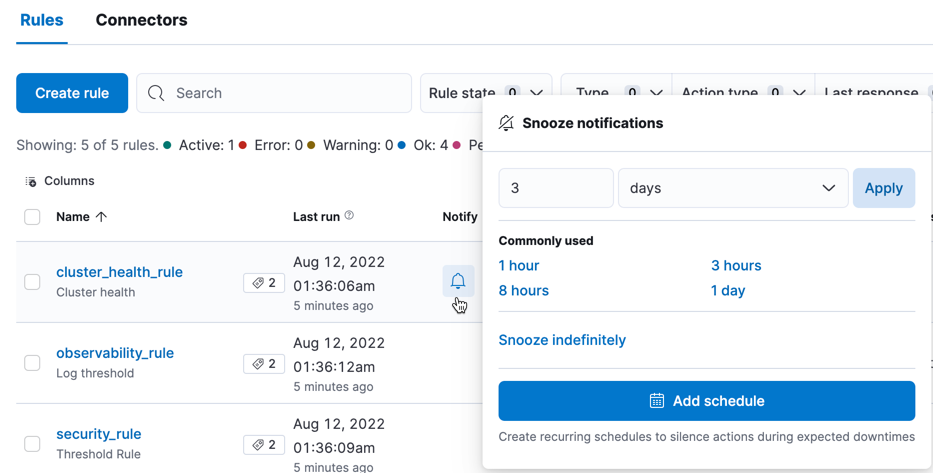 Rules Connectors
Create rule Search Rule state 0 Type 0 Action type 0 Last response
Snooze notifications
Showing: 5 of 5 rules. Active: 1 Error: 0 Warning: 0 Ok: 4
3 days Apply
Columns
Name Last run Notify
Commonly used
1 hour 3 hours
8 hours 1 day
Snooze indefinitely
Add schedule
Create recurring schedules to silence actions during expected downtimes
cluster_health_rule
Cluster health
2
Aug 12, 2022
01:36:06am
5 minutes ago
observability_rule
Log threshold
2
Aug 12, 2022
01:36:12am
5 minutes ago
security_rule
Threshold Rule
2
Aug 12, 2022
01:36:09am
5 minutes ago